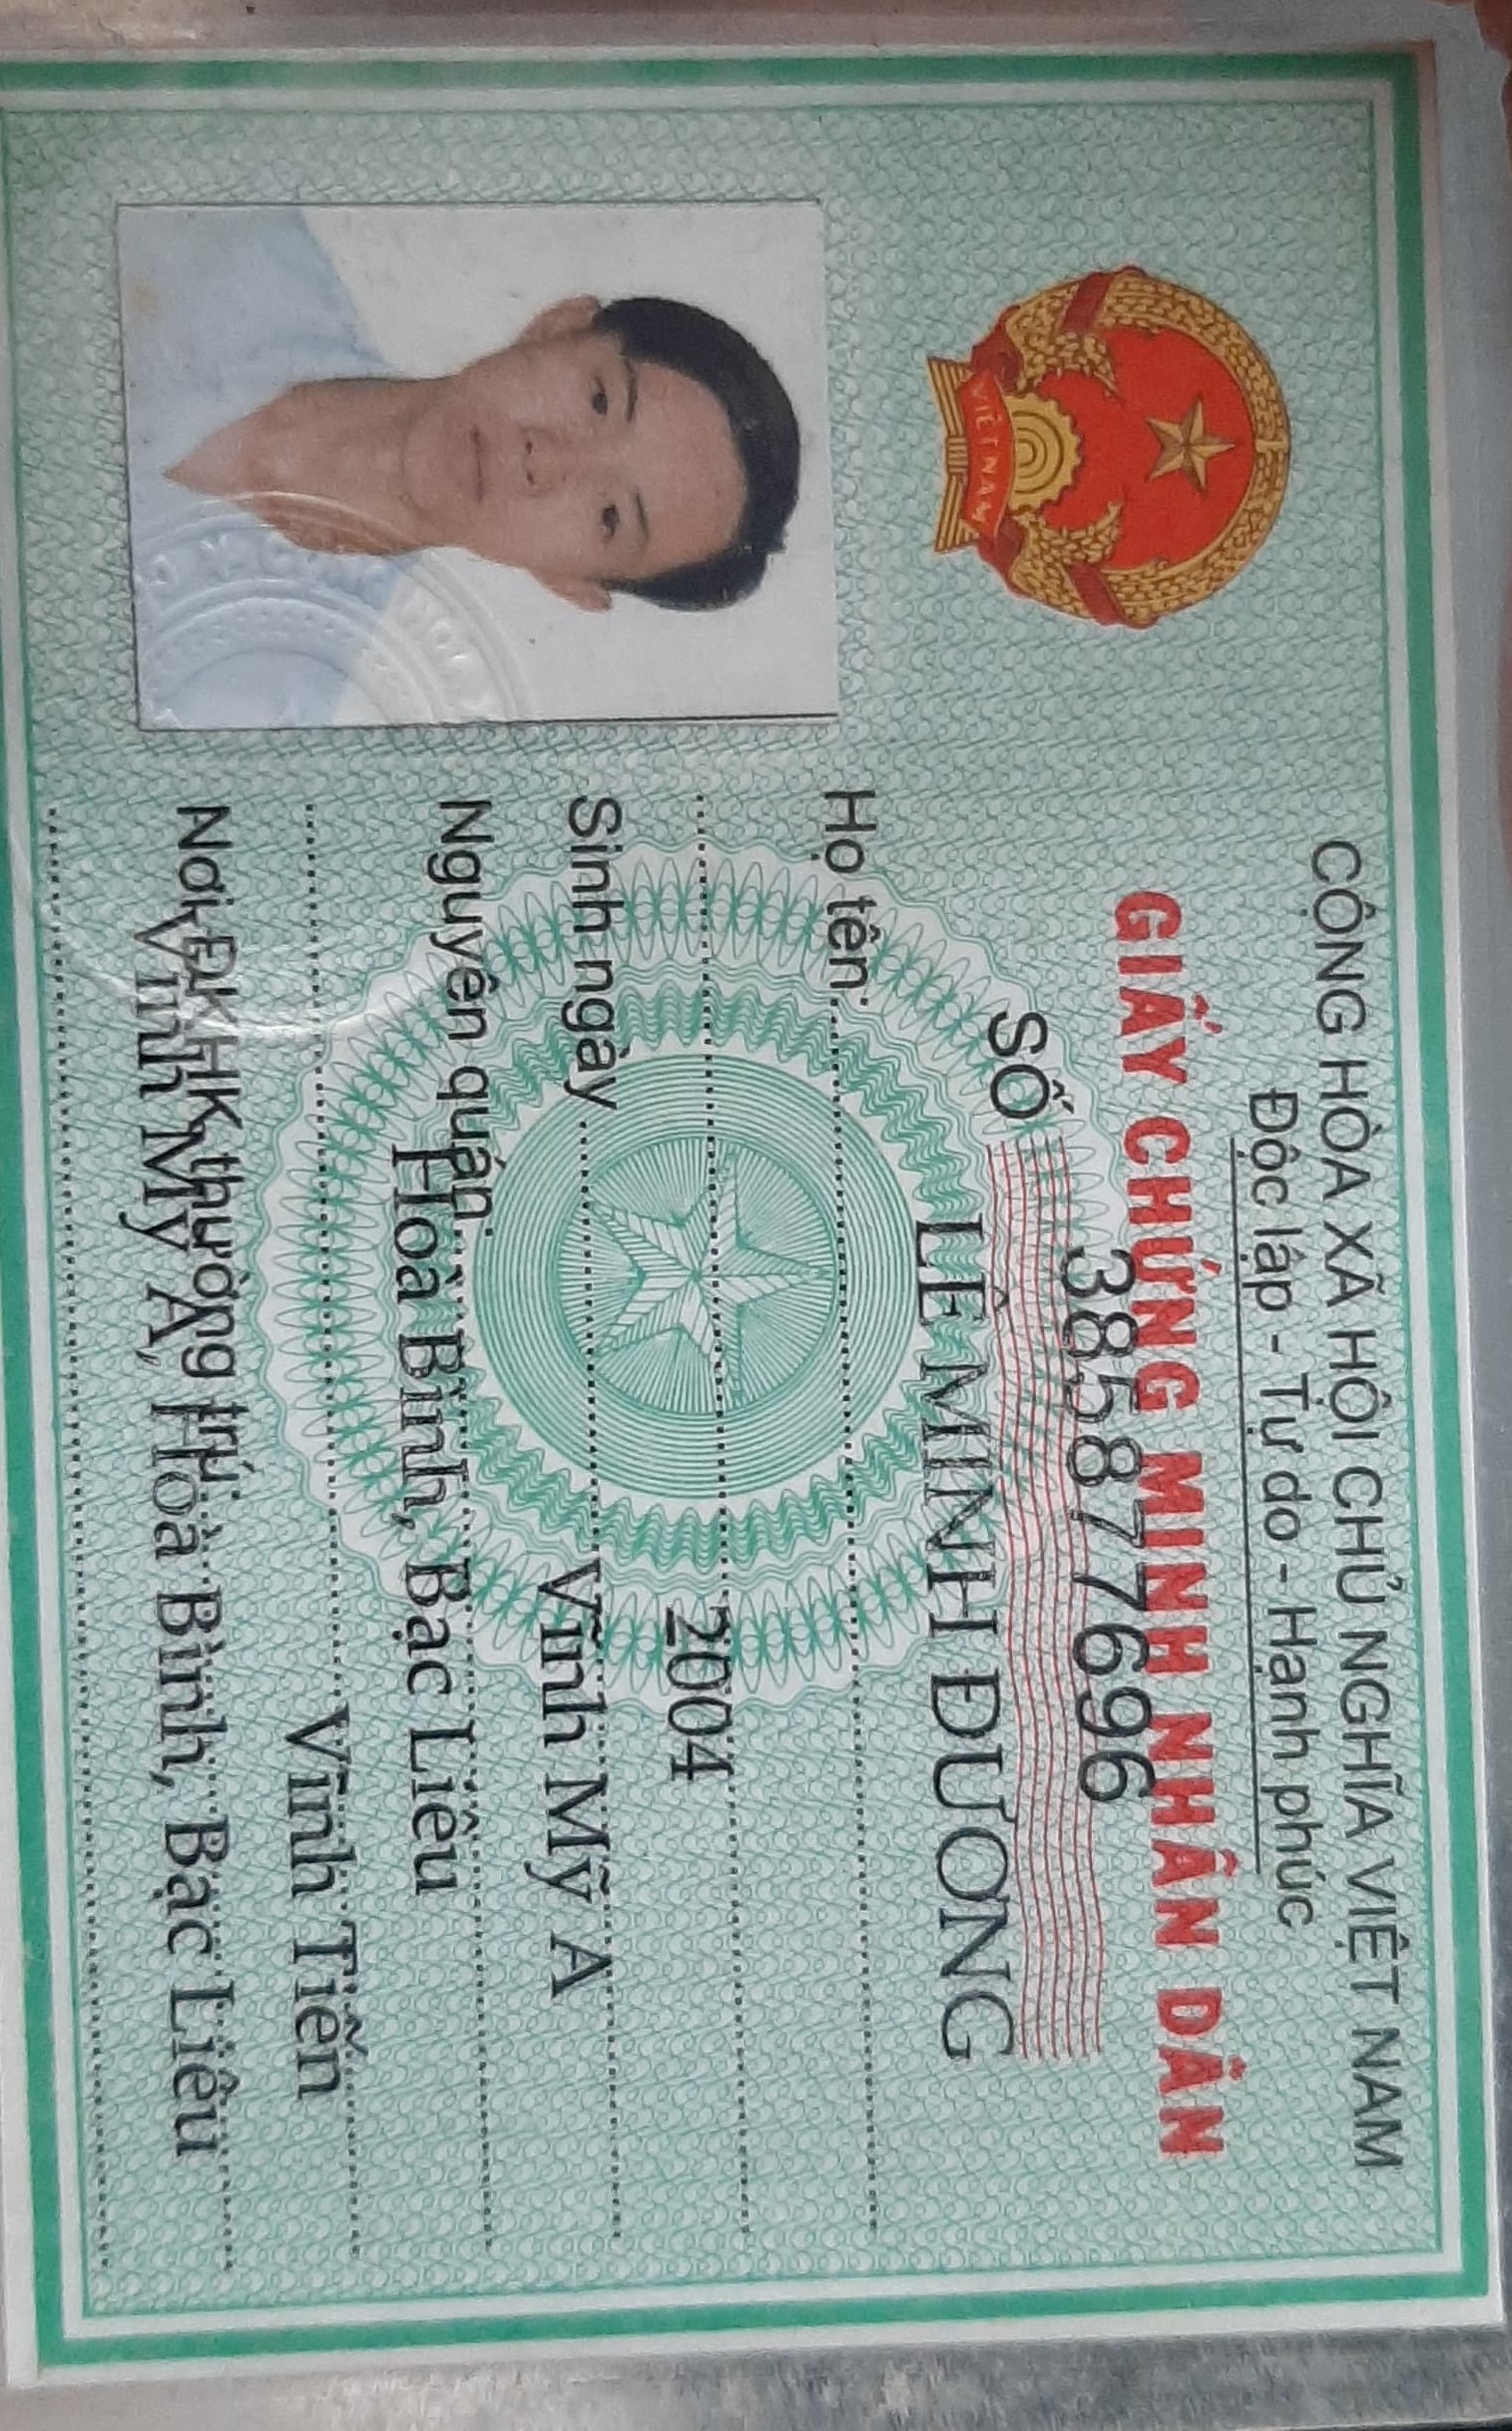 CỘNG HÒA XÃ HỘI CHỦ NGHĨA VIỆT NAM
Độc lập - Tự do - Hạnh phúc
GIẤY CHỨNG MINH NHÂN DÂN
SỐ 385877696
VIỆT NAM
Họ tên LÊ MINH ĐƯƠNG
2004
Sinh ngày
Vĩnh Mỹ A
Nguyên quán
Hoà Bình, Bạc Liêu
Vĩnh Tiến
Nơi ĐKHK thường trú
Vĩnh Mỹ A, Hoà Bình, Bạc Liêu